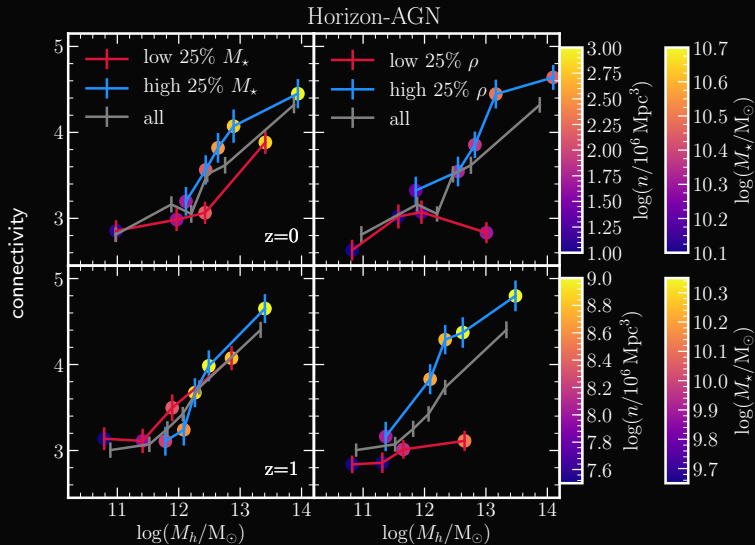 Horizon-AGN
low 25% M⋆
high 25% M⋆
all
low 25% ρ
high 25% ρ
all
z=0
z=1
connectivity
5
4
3
2
5
4
3
11 12 13 14
11 12 13 14
log(M_h/M⊙)
log(M_h/M⊙)
3.00
2.75
2.50
2.25
2.00
1.75
1.50
1.25
1.00
log(n/10⁶ Mpc³)
10.7
10.6
10.5
10.4
10.3
10.2
10.1
log(M⋆/M⊙)
9.0
8.8
8.6
8.4
8.2
8.0
7.8
7.6
log(n/10⁶ Mpc³)
10.3
10.2
10.1
10.0
9.9
9.8
9.7
log(M⋆/M⊙)